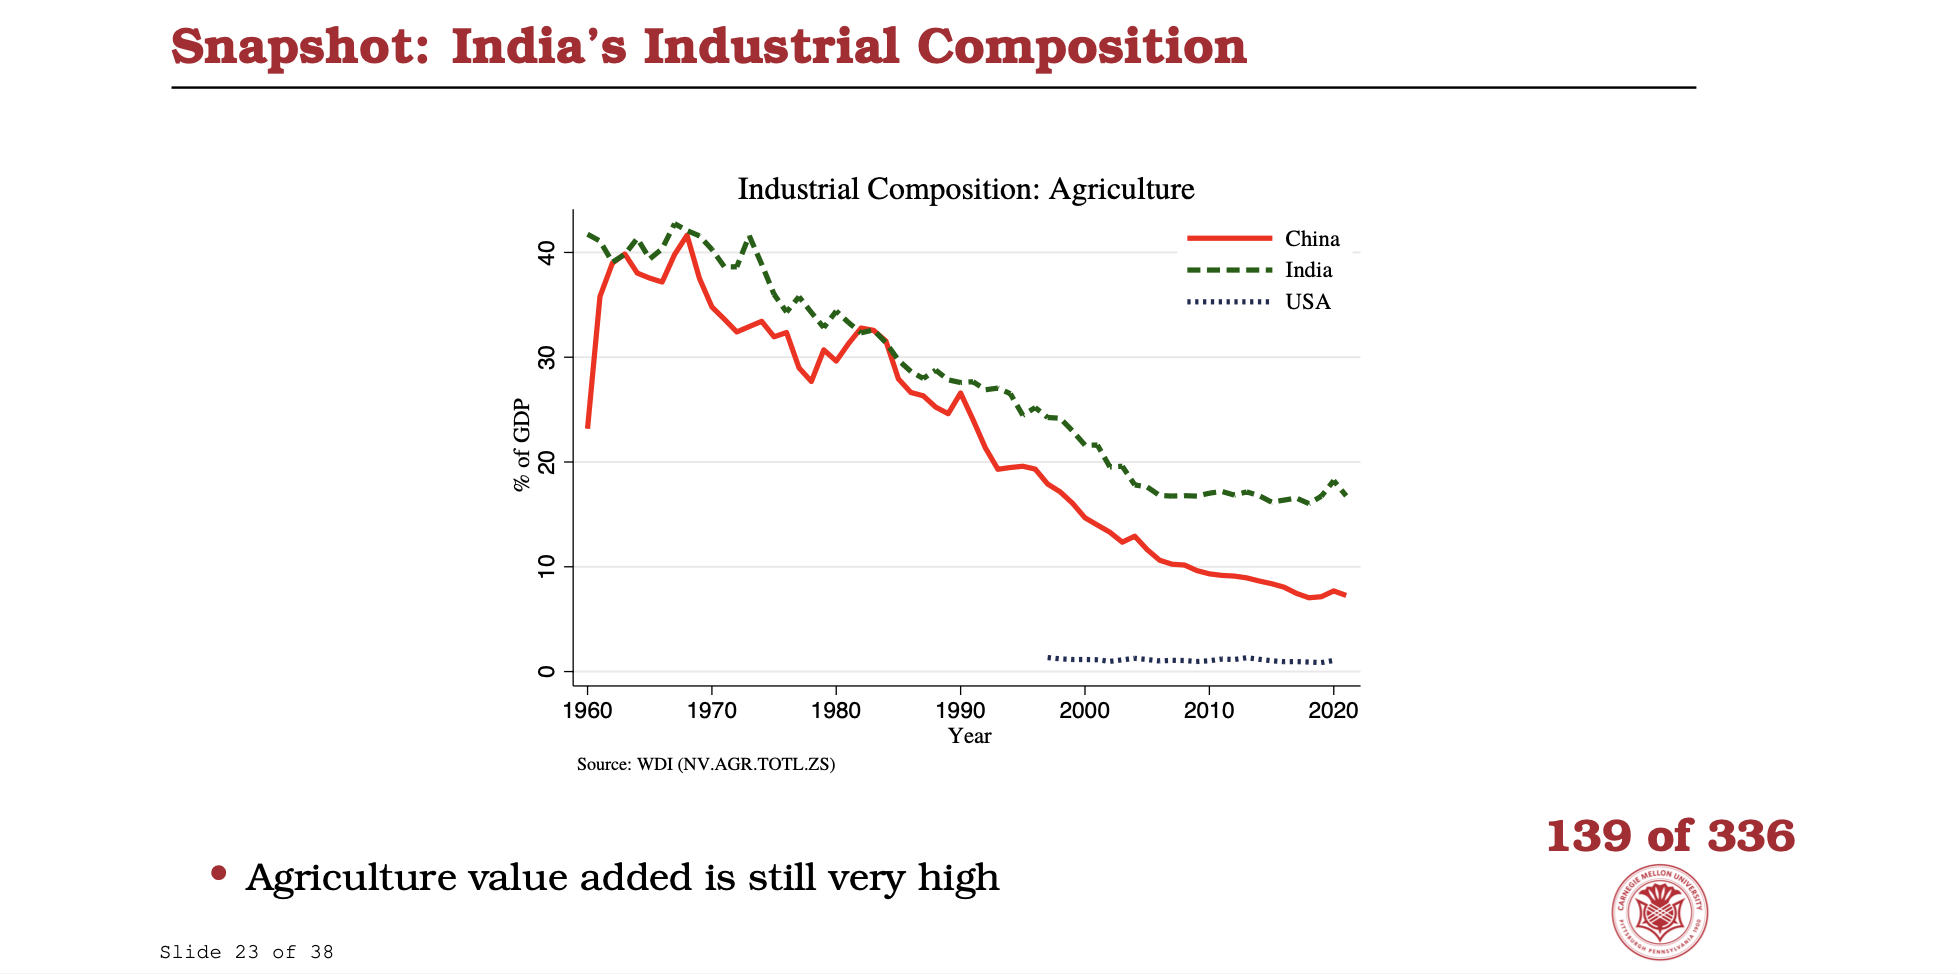 Snapshot: India's Industrial Composition
Industrial Composition: Agriculture
China
India
USA
% of GDP
40
30
20
10
0
1960 1970 1980 1990 2000 2010 2020
Year
Source: WDI (NV.AGR.TOTL.ZS)
139 of 336
• Agriculture value added is still very high
CARNEGIE MELLON UNIVERSITY
PITTSBURGH PENNSYLVANIA 1900
Slide 23 of 38